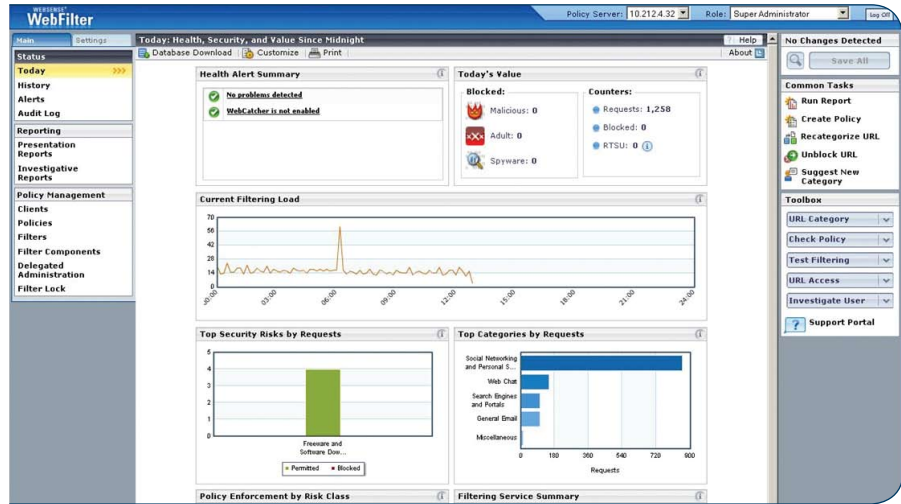 WEBSENSE®
WebFilter
Policy Server: 10.212.4.32
Role: Super Administrator
Log Off
Main
Settings
Today: Health, Security, and Value Since Midnight
? Help
Database Download
Customize
Print
About
Status
Today >>>
History
Alerts
Audit Log
Reporting
Presentation
Reports
Investigative
Reports
Policy Management
Clients
Policies
Filters
Filter Components
Delegated
Administration
Filter Lock
Health Alert Summary
No problems detected
WebCatcher is not enabled
Today's Value
Blocked:
Malicious: 0
Adult: 0
Spyware: 0
Counters:
Requests: 1,258
Blocked: 0
RTSU: 0
Current Filtering Load
70
56
42
28
14
0
00:00
03:00
06:00
09:00
12:00
15:00
18:00
21:00
24:00
Top Security Risks by Requests
5
4
3
2
1
0
Freeware and
Software Dow...
Permitted
Blocked
Top Categories by Requests
Social Networking
and Personal S...
Web Chat
Search Engines
and Portals
General Email
Miscellaneous
0 180 360 540 720 900
Requests
Policy Enforcement by Risk Class
Filtering Service Summary
No Changes Detected
Save All
Common Tasks
Run Report
Create Policy
Recategorize URL
Unblock URL
Suggest New
Category
Toolbox
URL Category
Check Policy
Test Filtering
URL Access
Investigate User
? Support Portal